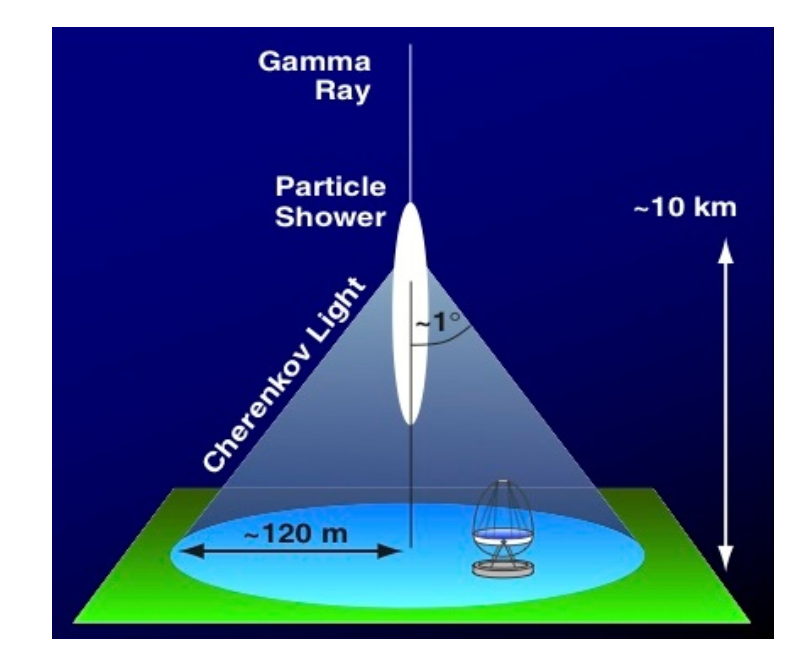 Gamma
Ray
Particle
Shower
~10 km
Cherenkov Light
~1°
~120 m